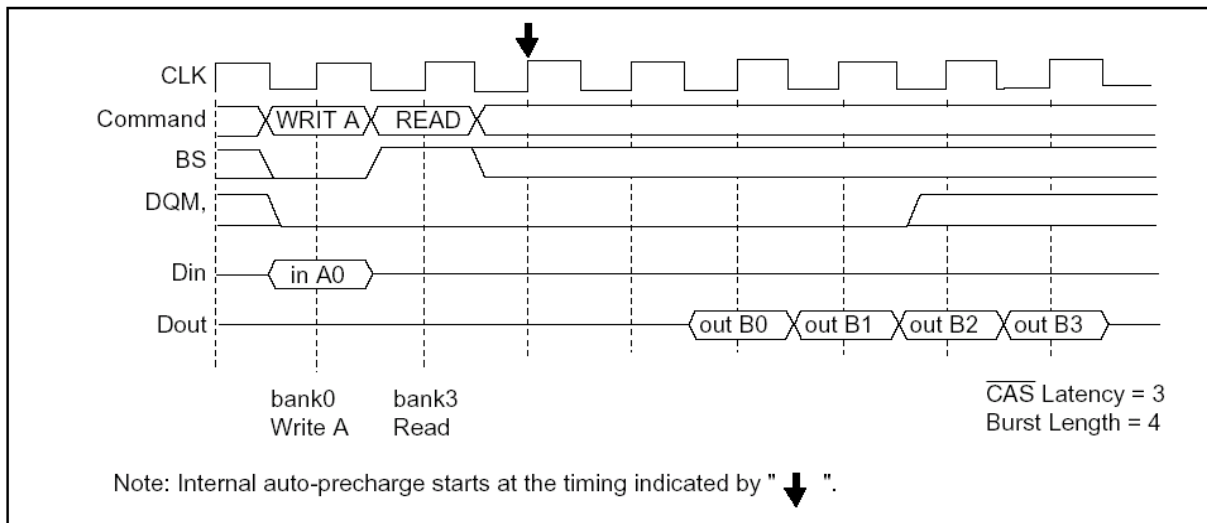 CLK
Command WRIT A READ
BS
DQM,
Din in A0
Dout out B0 out B1 out B2 out B3
bank0 bank3 CAS Latency = 3
Write A Read Burst Length = 4
Note: Internal auto-precharge starts at the timing indicated by " ".